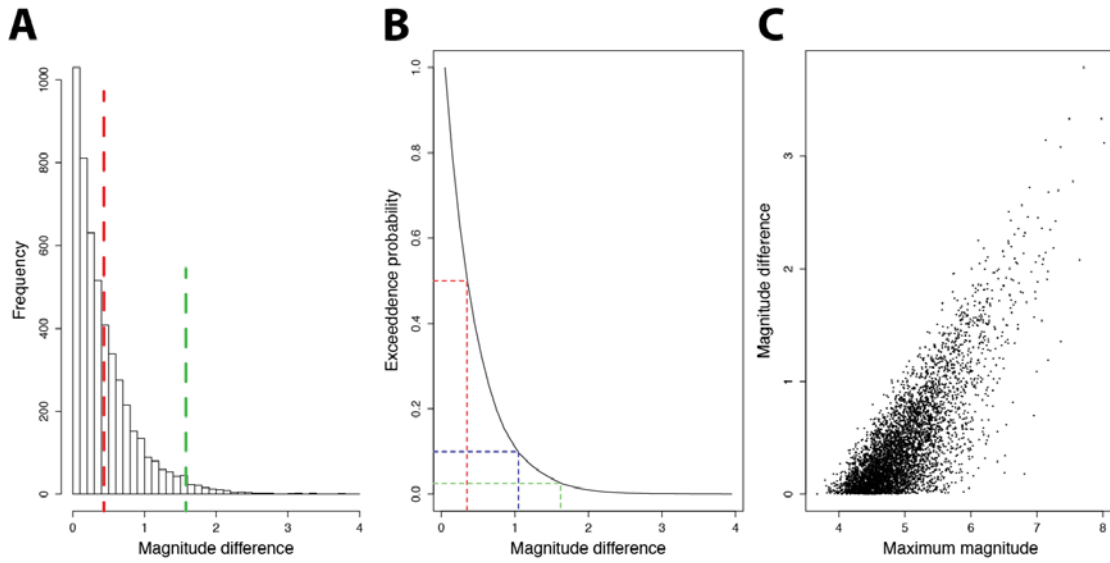 A
1000
800
600
400
200
0
Frequency
0 1 2 3 4
Magnitude difference
B
1.0
0.8
0.6
0.4
0.2
0.0
Exceeddence probability
0 1 2 3 4
Magnitude difference
C
3
2
1
0
Magnitude difference
4 5 6 7 8
Maximum magnitude